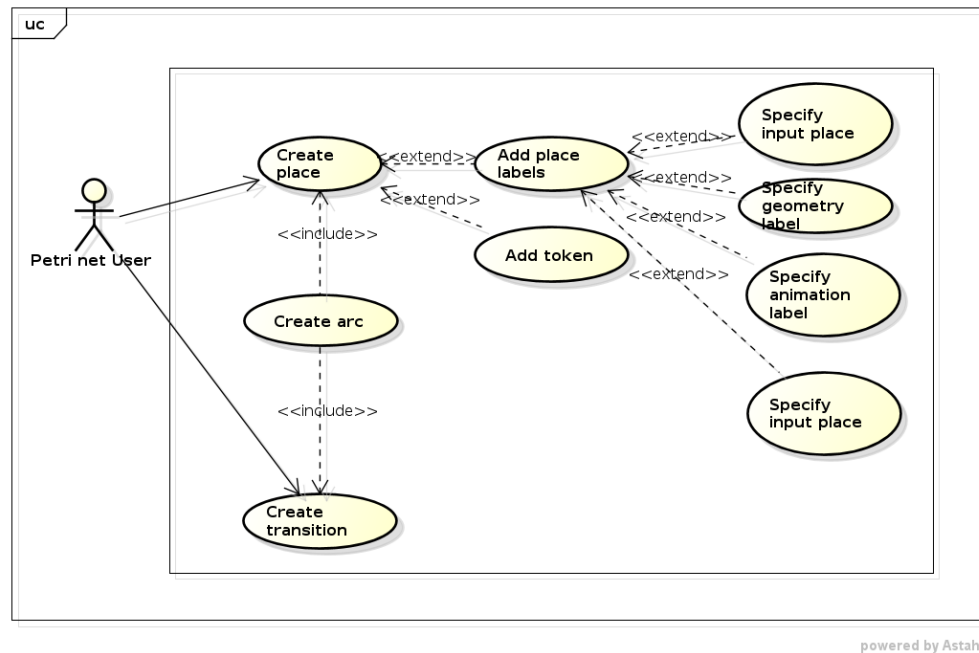 uc
Specify
input place
<<extend>>
Create
place
<<extend>>
Add place
labels
<<extend>>
Specify
geometry
label
<<extend>>
<<extend>>
<<include>>
Add token
Petri net User
Specify
animation
label
<<extend>>
Create arc
Specify
input place
<<include>>
Create
transition
powered by Astah